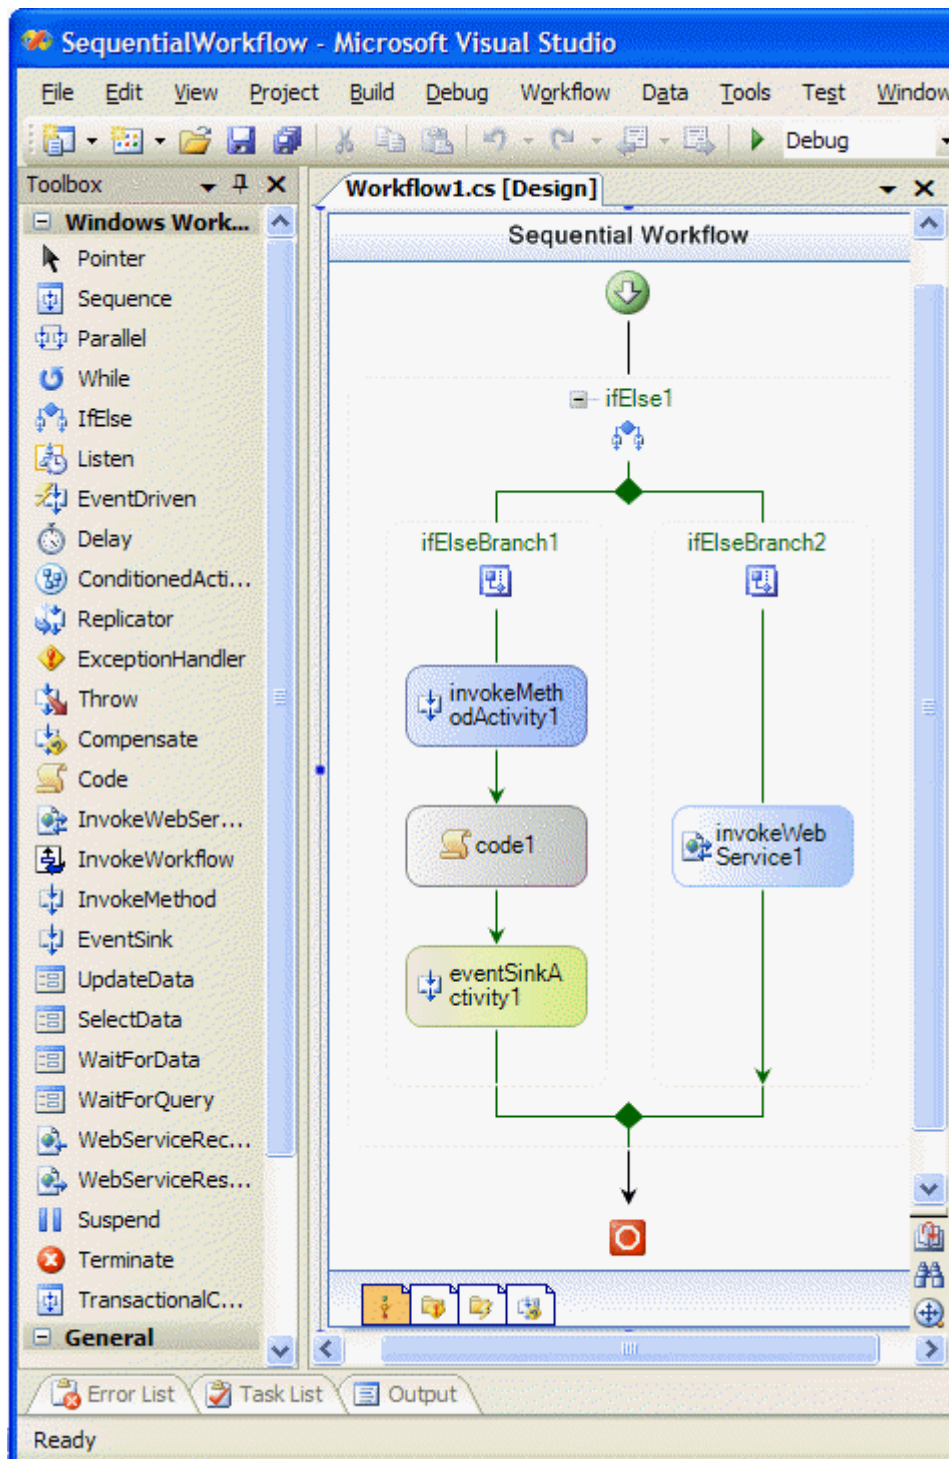 SequentialWorkflow - Microsoft Visual Studio
File Edit View Project Build Debug Workflow Data Tools Test Window
Debug
Toolbox
Workflow1.cs [Design]
Windows Work...
Pointer
Sequence
Parallel
While
IfElse
Listen
EventDriven
Delay
ConditionedActi...
Replicator
ExceptionHandler
Throw
Compensate
Code
InvokeWebSer...
InvokeWorkflow
InvokeMethod
EventSink
UpdateData
SelectData
WaitForData
WaitForQuery
WebServiceRec...
WebServiceRes...
Suspend
Terminate
TransactionalC...
General
Sequential Workflow
ifElse1
ifElseBranch1
ifElseBranch2
invokeMeth
odActivity1
code1
eventSinkA
ctivity1
invokeWeb
Service1
Error List Task List Output
Ready